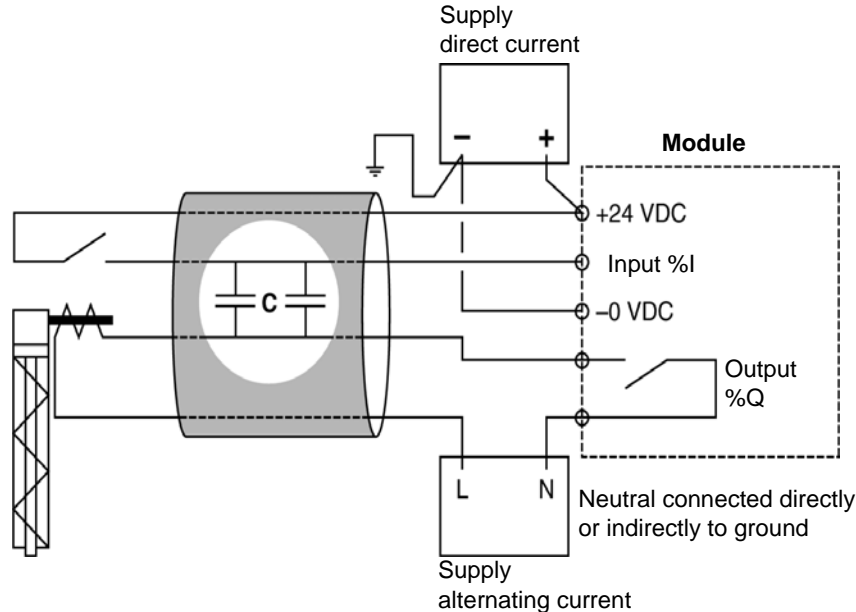 Supply
direct current
– +
Module
+24 VDC
Input %I
C
–0 VDC
Output
%Q
L N
Neutral connected directly
or indirectly to ground
Supply
alternating current